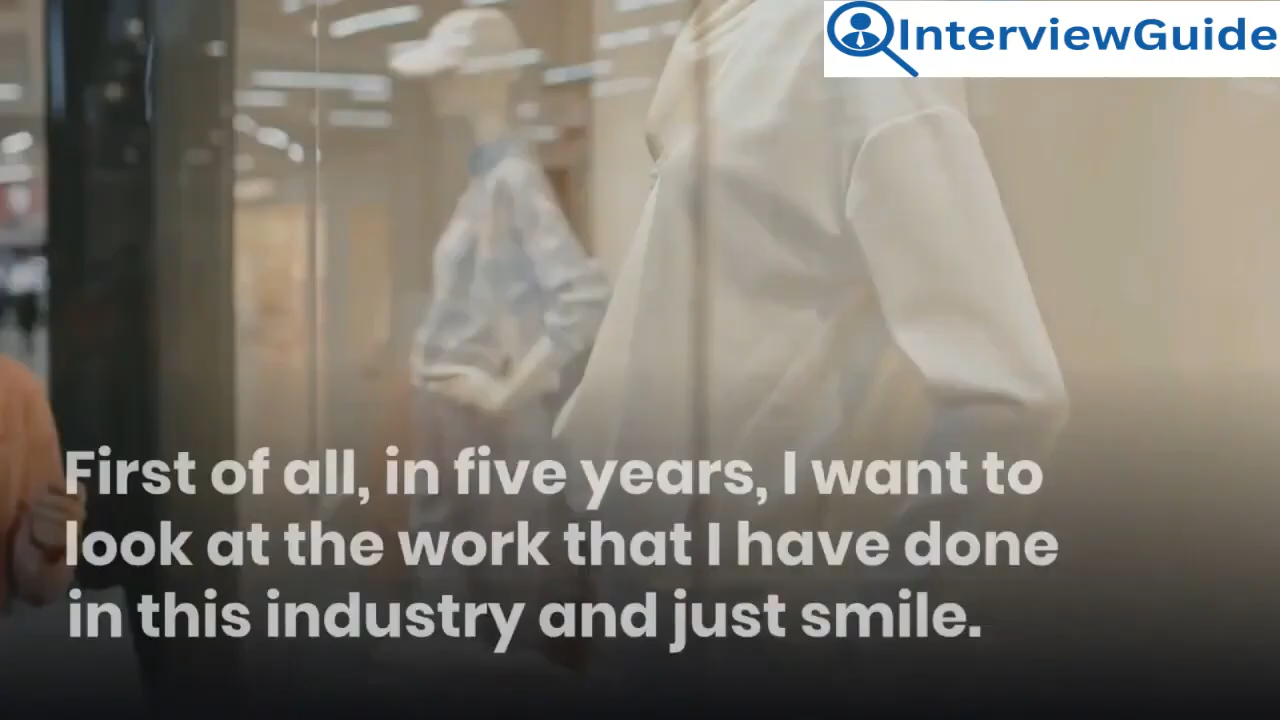 InterviewGuide
First of all, in five years, I want to
look at the work that I have done
in this industry and just smile.